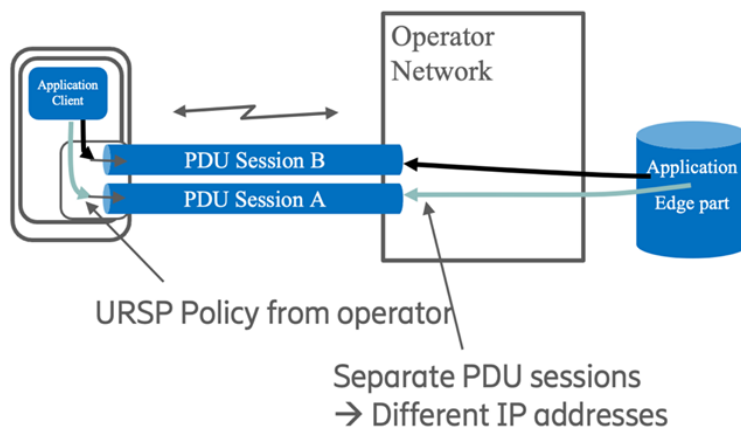 Operator
Network
Application
Client
PDU Session B
PDU Session A
Application
Edge part
URSP Policy from operator
Separate PDU sessions
→ Different IP addresses